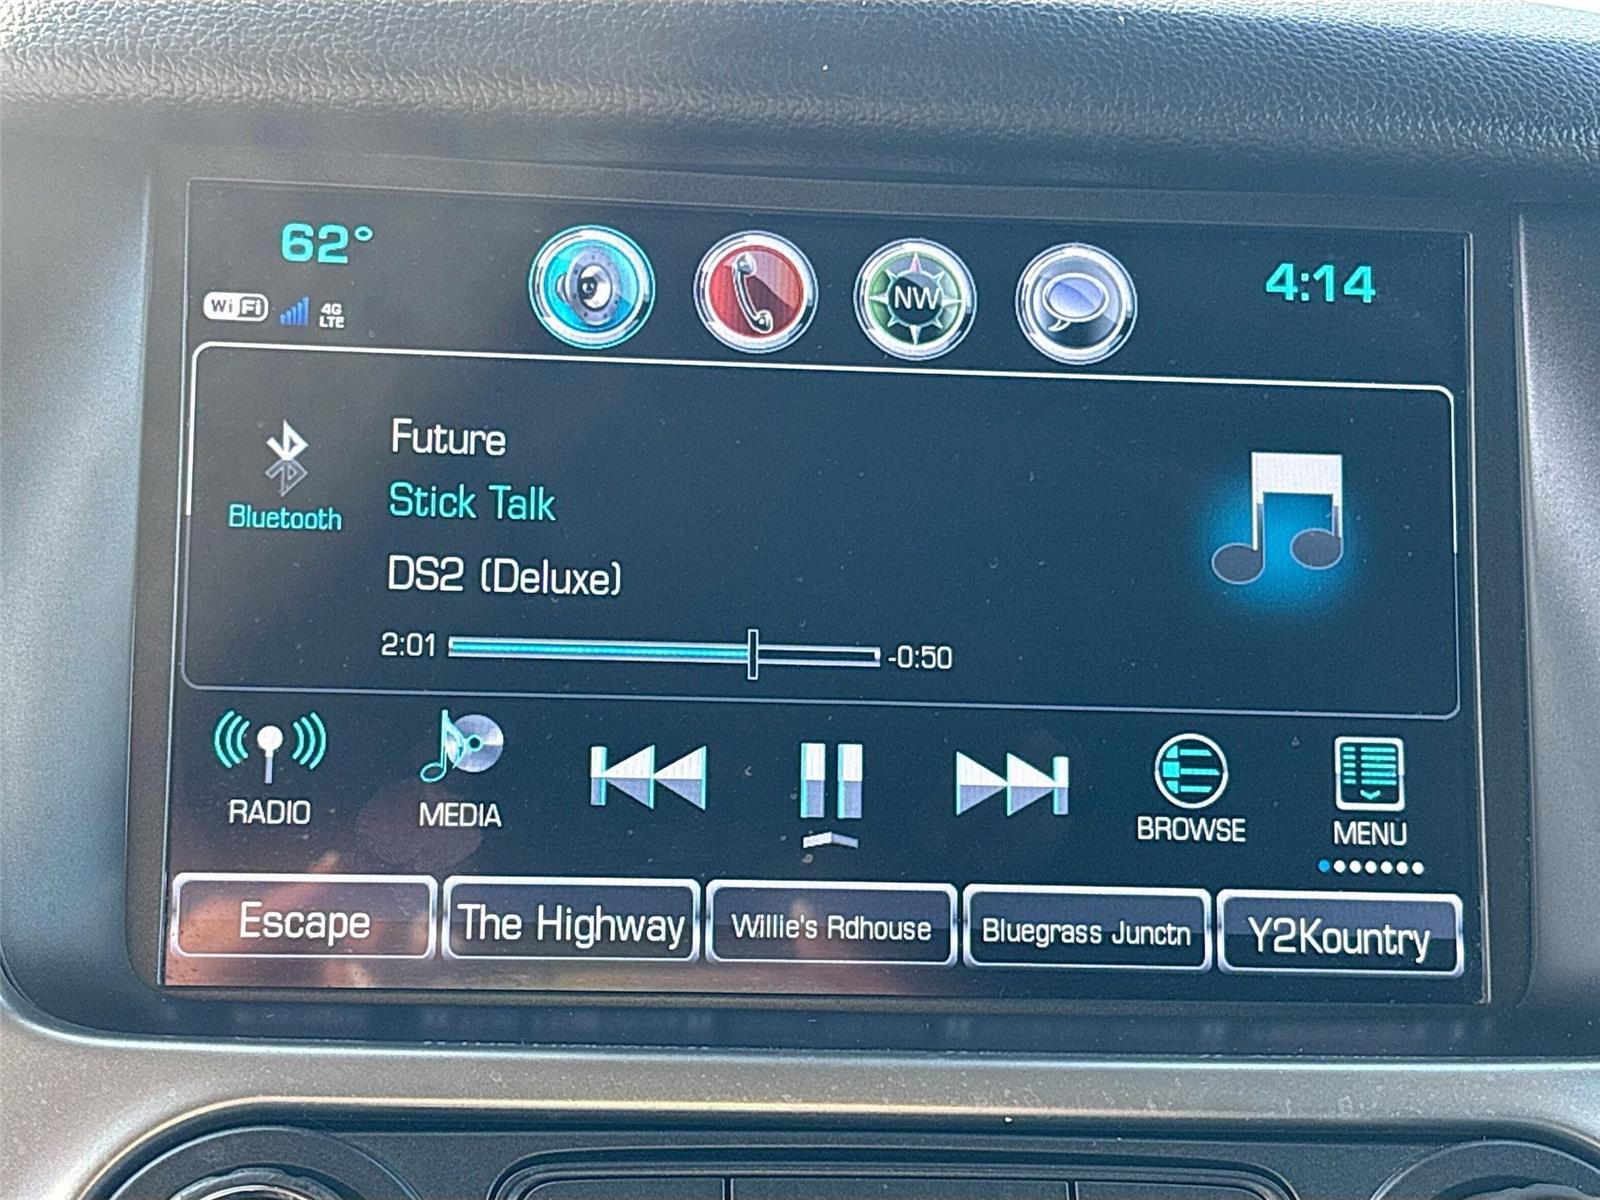 62°
NW
4:14
WiFi
4G
LTE
Future
Bluetooth
Stick Talk
DS2 (Deluxe)
2:01
-0:50
RADIO
MEDIA
BROWSE
MENU
Escape
The Highway
Willie's Rdhouse
Bluegrass Junctn
Y2Kountry